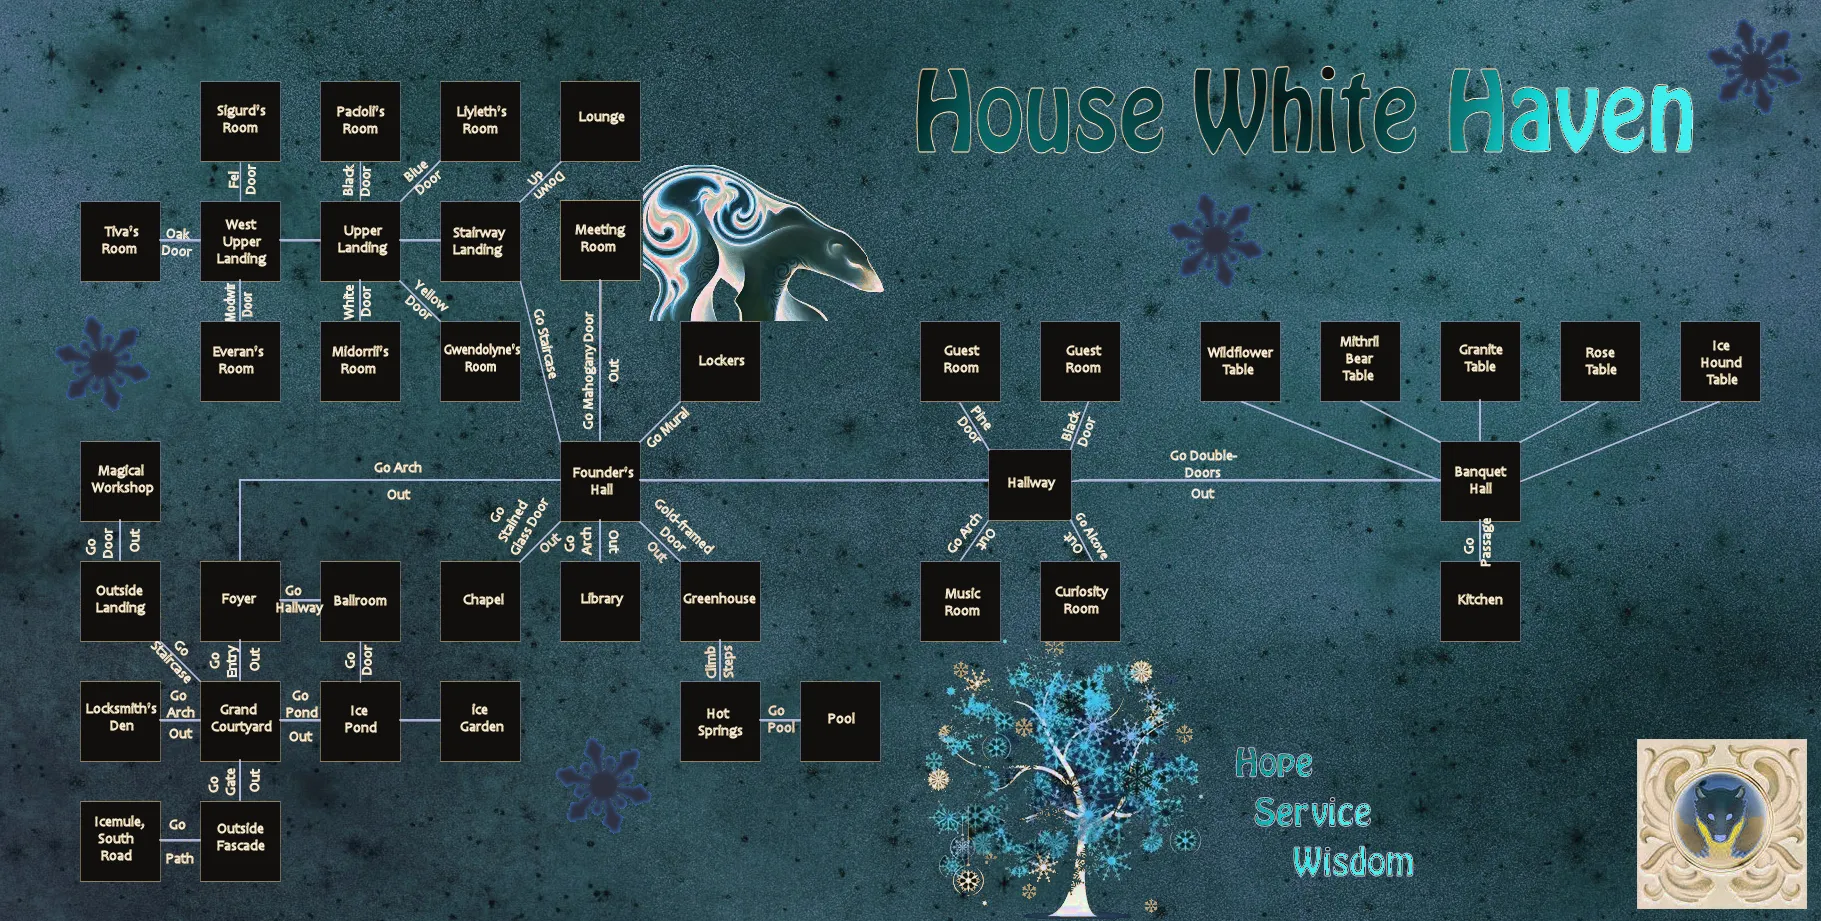 House White Haven
Sigurd's
Room
Pacioli's
Room
Liyleth's
Room
Lounge
Fel
Door
Black
Door
Blue
Door
Up
Down
Tiva's
Room
Oak
Door
West
Upper
Landing
Upper
Landing
Stairway
Landing
Meeting
Room
Modwir
Door
White
Door
Yellow
Door
Go Staircase
Go Mahogany Door
Out
Everan's
Room
Midorril's
Room
Gwendolyne's
Room
Lockers
Go Mural
Guest
Room
Guest
Room
Wildflower
Table
Mithril
Bear
Table
Granite
Table
Rose
Table
Ice
Hound
Table
Pine
Door
Black
Door
Magical
Workshop
Go Arch
Out
Founder's
Hall
Hallway
Go Double-
Doors
Out
Banquet
Hall
Go
Door
Out
Go
Stained
Glass Door
Out
Go
Arch
Out
Gold-framed
Door
Out
Go Arch
Out
Go Alcove
Out
Go
Passage
Outside
Landing
Foyer
Go
Hallway
Ballroom
Chapel
Library
Greenhouse
Music
Room
Curiosity
Room
Kitchen
Go
Staircase
Go
Entry
Out
Go
Door
Climb
Steps
Locksmith's
Den
Go
Arch
Out
Grand
Courtyard
Go
Pond
Out
Ice
Pond
Ice
Garden
Hot
Springs
Go
Pool
Pool
Go
Gate
Out
Icemule,
South
Road
Go
Path
Outside
Fascade
Hope
Service
Wisdom